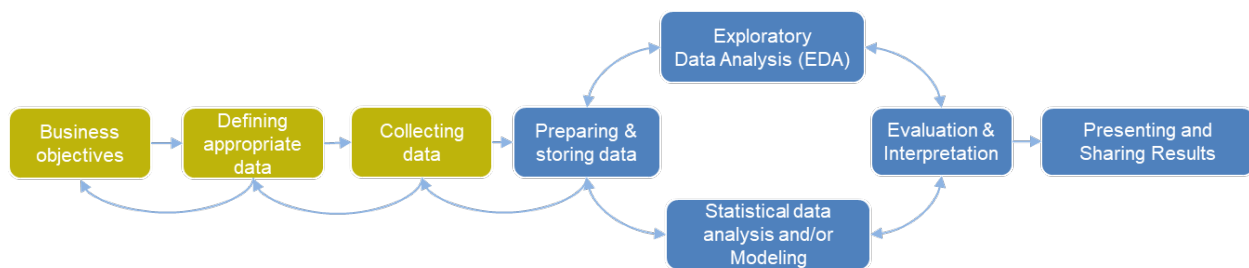 Business
objectives
Defining
appropriate
data
Collecting
data
Preparing &
storing data
Exploratory
Data Analysis (EDA)
Statistical data
analysis and/or
Modeling
Evaluation &
Interpretation
Presenting and
Sharing Results